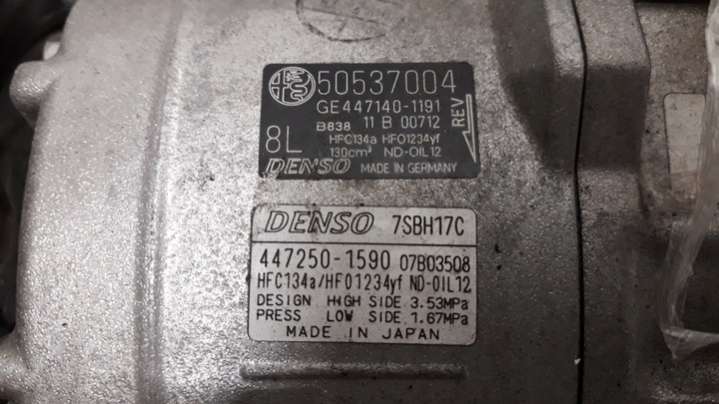 50537004
GE447140-1191
B838 11 B 00712
8L HFC134a HFO1234yf
130cm³ ND-OIL12
REV
DENSO MADE IN GERMANY
DENSO 7SBH17C
447250-1590 07B03508
HFC134a/HFO1234yf ND-OIL12
DESIGN HIGH SIDE 3.53MPa
PRESS LOW SIDE 1.67MPa
MADE IN JAPAN